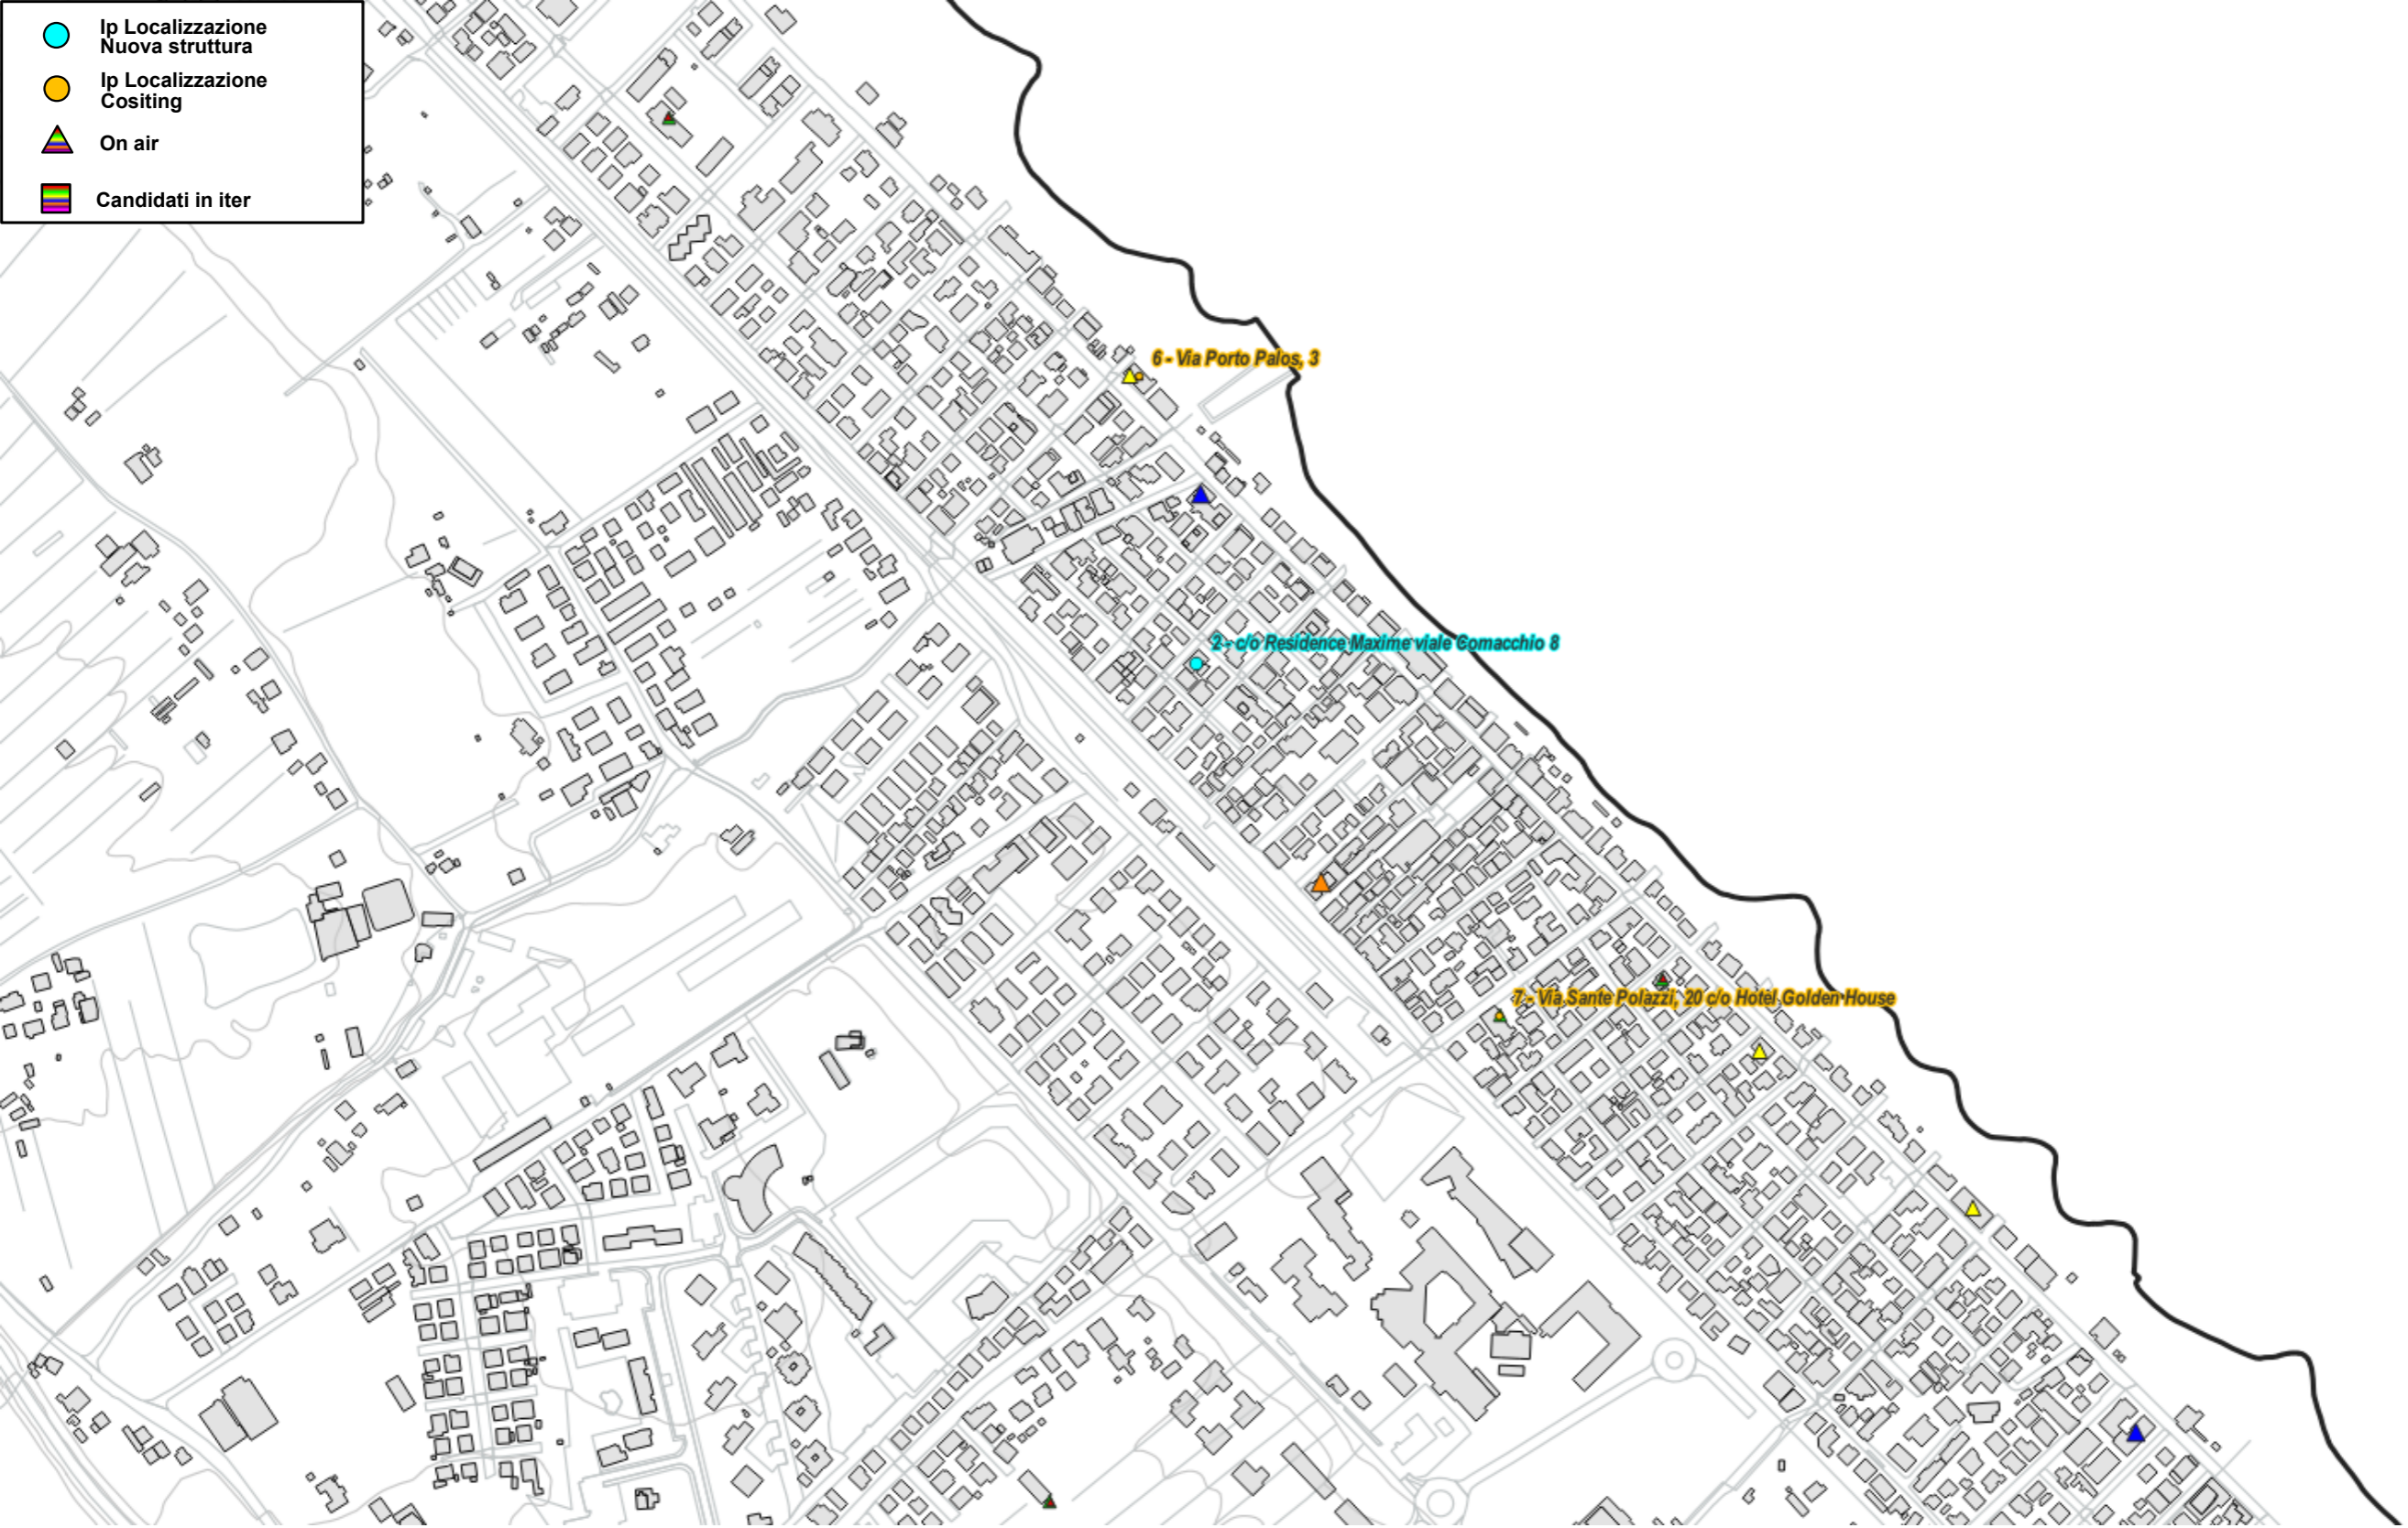 Ip Localizzazione
Nuova struttura
Ip Localizzazione
Cositing
On air
Candidati in iter
6 - Via Porto Palos, 3
2 - c/o Residence Maxime viale Comacchio 8
7 - Via Sante Polazzi, 20 c/o Hotel Golden House